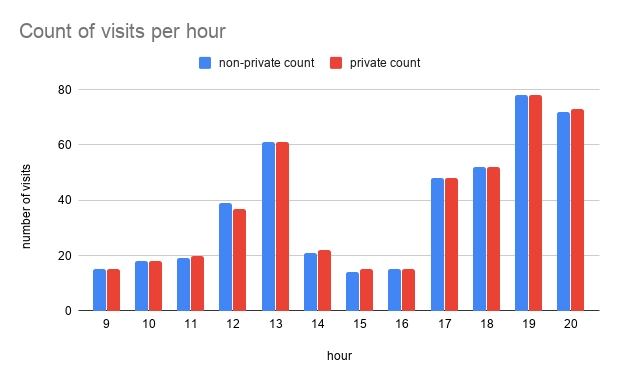 Count of visits per hour
non-private count private count
80
60
40
20
0
number of visits
9 10 11 12 13 14 15 16 17 18 19 20
hour